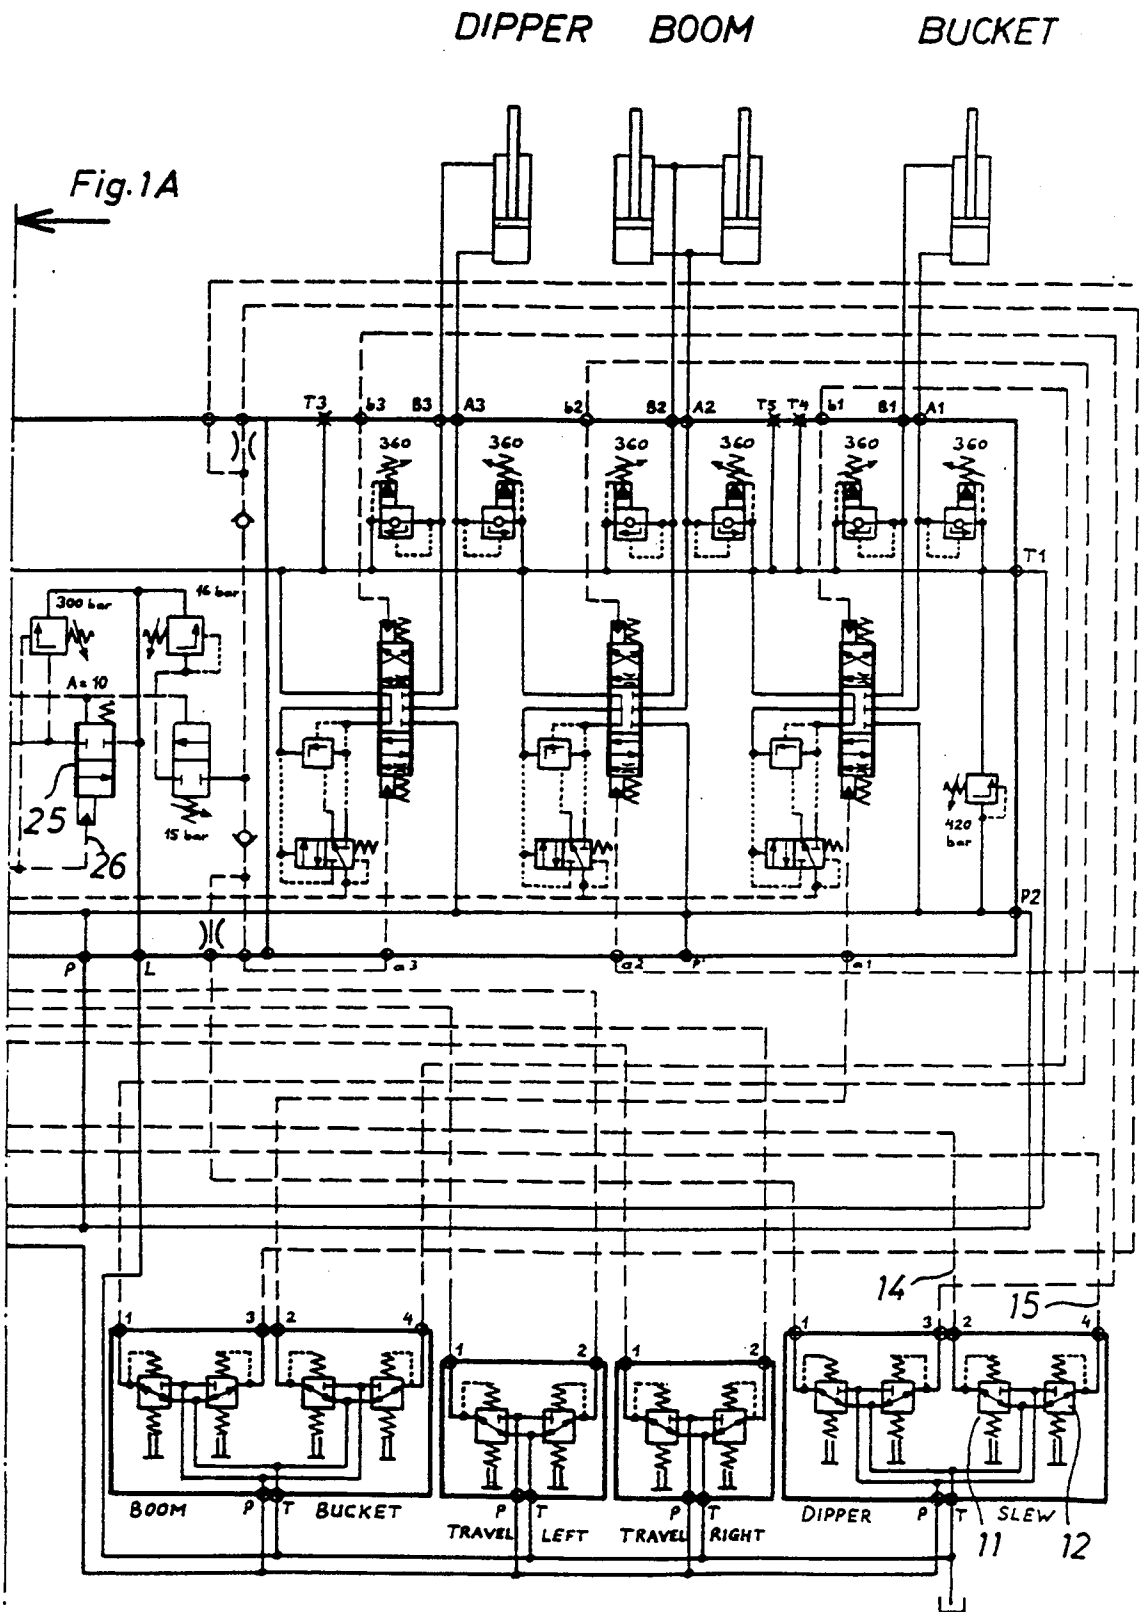 DIPPER BOOM BUCKET
Fig.1A
T3 b3 B3 A3 b2 B2 A2 T5 T4 b1 B1 A1
360 360 360 360 360 360
T1
300 bar 16 bar
A = 10
25
15 bar
420
bar
26
P2
P L a3 a2 P' a1
14
15
1 3 2 4 1 2 1 2 1 3 2 4
BOOM P T BUCKET P T P T DIPPER P T SLEW
TRAVEL LEFT TRAVEL RIGHT
11 12